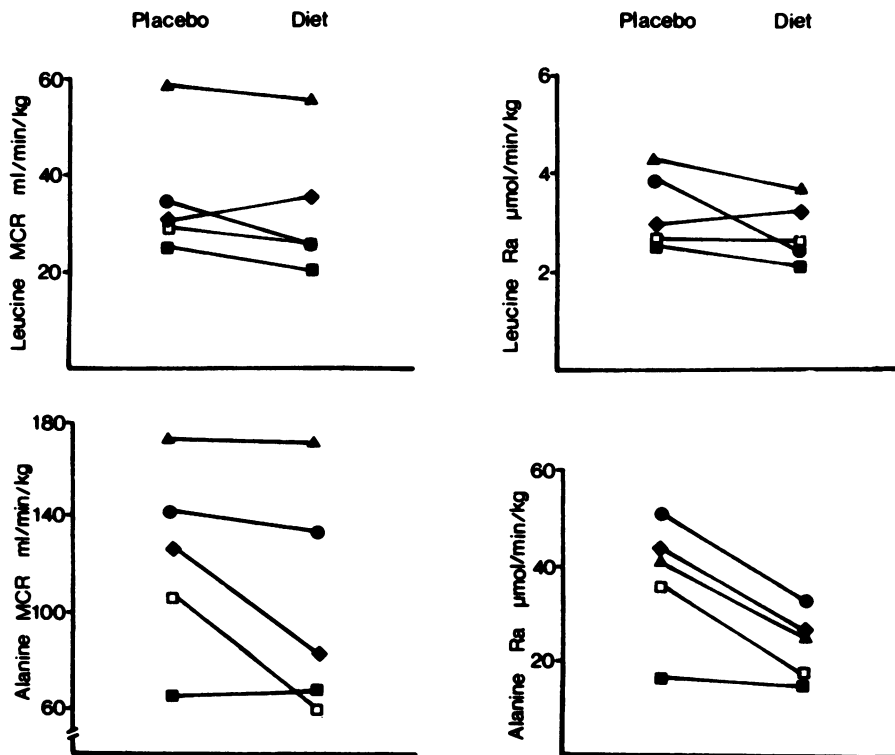 Placebo Diet
Leucine MCR ml/min/kg
60
40
20
Placebo Diet
Leucine Ra µmol/min/kg
6
4
2
Alanine MCR ml/min/kg
180
140
100
60
Alanine Ra µmol/min/kg
60
40
20